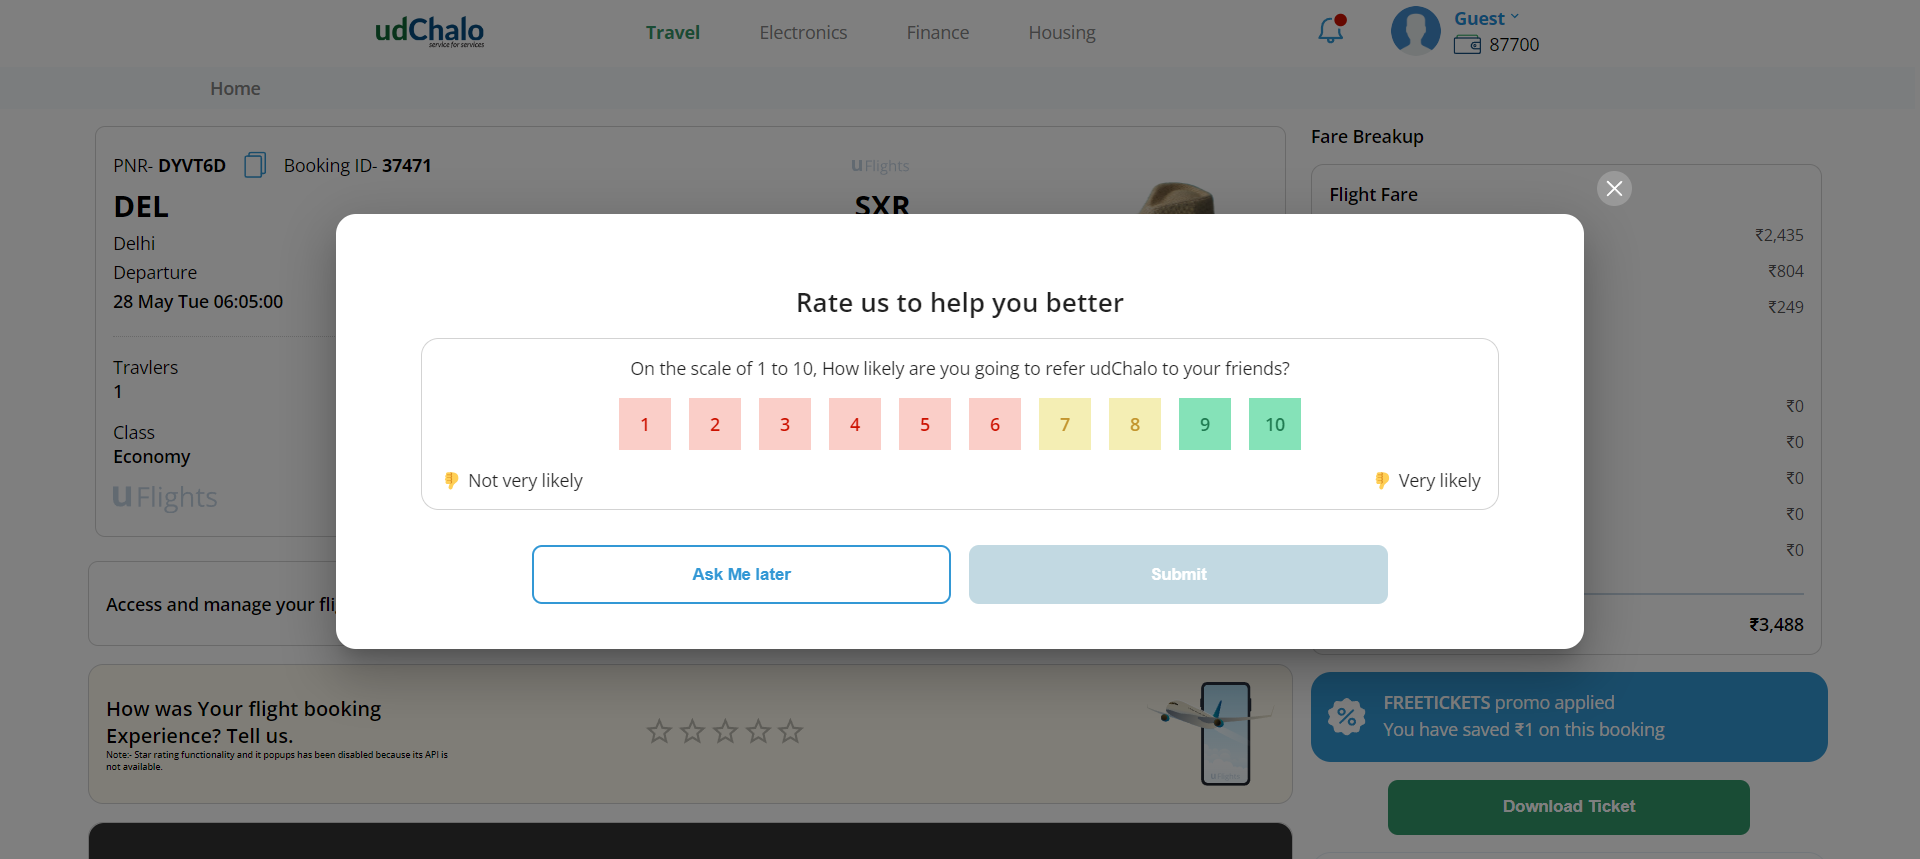 udChalo
service for services
Travel
Electronics
Finance
Housing
Guest
87700
Home
PNR- DYVT6D
Booking ID- 37471
uFlights
DEL
SXR
Delhi
Departure
28 May Tue 06:05:00
Travlers
1
Class
Economy
uFlights
Access and manage your fli
Fare Breakup
Flight Fare
₹2,435
₹804
₹249
₹0
₹0
₹0
₹0
₹0
₹3,488
Rate us to help you better
On the scale of 1 to 10, How likely are you going to refer udChalo to your friends?
1 2 3 4 5 6 7 8 9 10
Not very likely
Very likely
Ask Me later
Submit
How was Your flight booking
Experience? Tell us.
Note:- Star rating functionality and it popups has been disabled because its API is
not available.
uFlights
FREETICKETS promo applied
You have saved ₹1 on this booking
Download Ticket